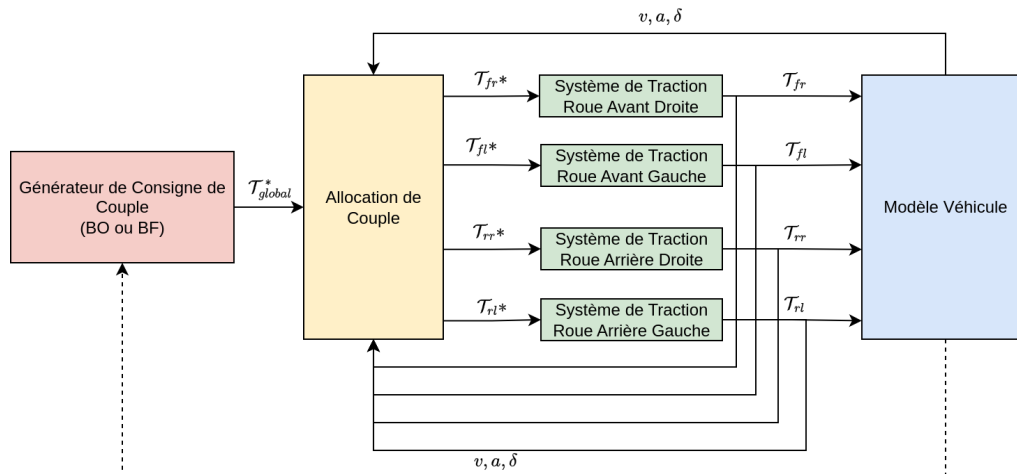 v, a, δ
𝒯fr* Système de Traction Roue Avant Droite 𝒯fr
𝒯fl* Système de Traction Roue Avant Gauche 𝒯fl
Générateur de Consigne de
Couple
(BO ou BF)
𝒯*global
Allocation de
Couple
Modèle Véhicule
𝒯rr* Système de Traction Roue Arrière Droite 𝒯rr
𝒯rl* Système de Traction Roue Arrière Gauche 𝒯rl
v, a, δ